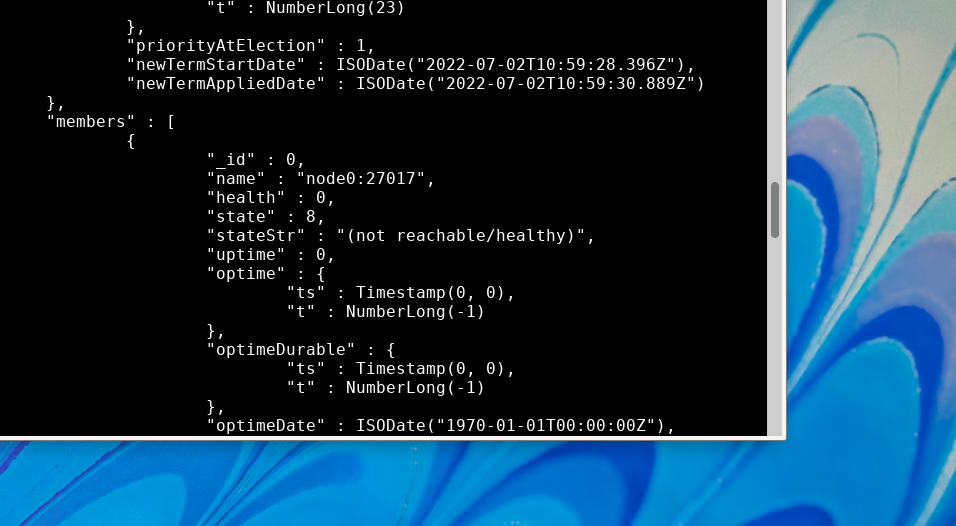 "t" : NumberLong(23)
},
"priorityAtElection" : 1,
"newTermStartDate" : ISODate("2022-07-02T10:59:28.396Z"),
"newTermAppliedDate" : ISODate("2022-07-02T10:59:30.889Z")
},
"members" : [
{
"_id" : 0,
"name" : "node0:27017",
"health" : 0,
"state" : 8,
"stateStr" : "(not reachable/healthy)",
"uptime" : 0,
"optime" : {
"ts" : Timestamp(0, 0),
"t" : NumberLong(-1)
},
"optimeDurable" : {
"ts" : Timestamp(0, 0),
"t" : NumberLong(-1)
},
"optimeDate" : ISODate("1970-01-01T00:00:00Z"),